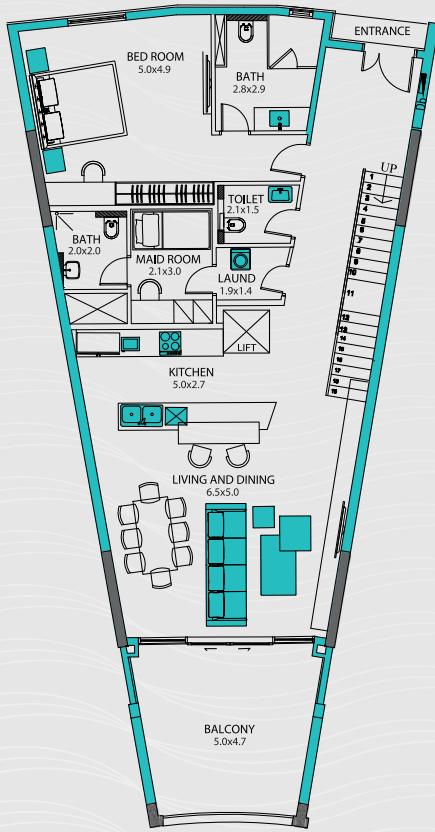 ENTRANCE
BED ROOM
5.0x4.9
BATH
2.8x2.9
UP
1
2
3
4
5
6
7
8
9
10
11
12
13
14
15
16
17
18
19
TOILET
2.1x1.5
BATH
2.0x2.0
MAID ROOM
2.1x3.0
LAUND
1.9x1.4
LIFT
KITCHEN
5.0x2.7
LIVING AND DINING
6.5x5.0
BALCONY
5.0x4.7